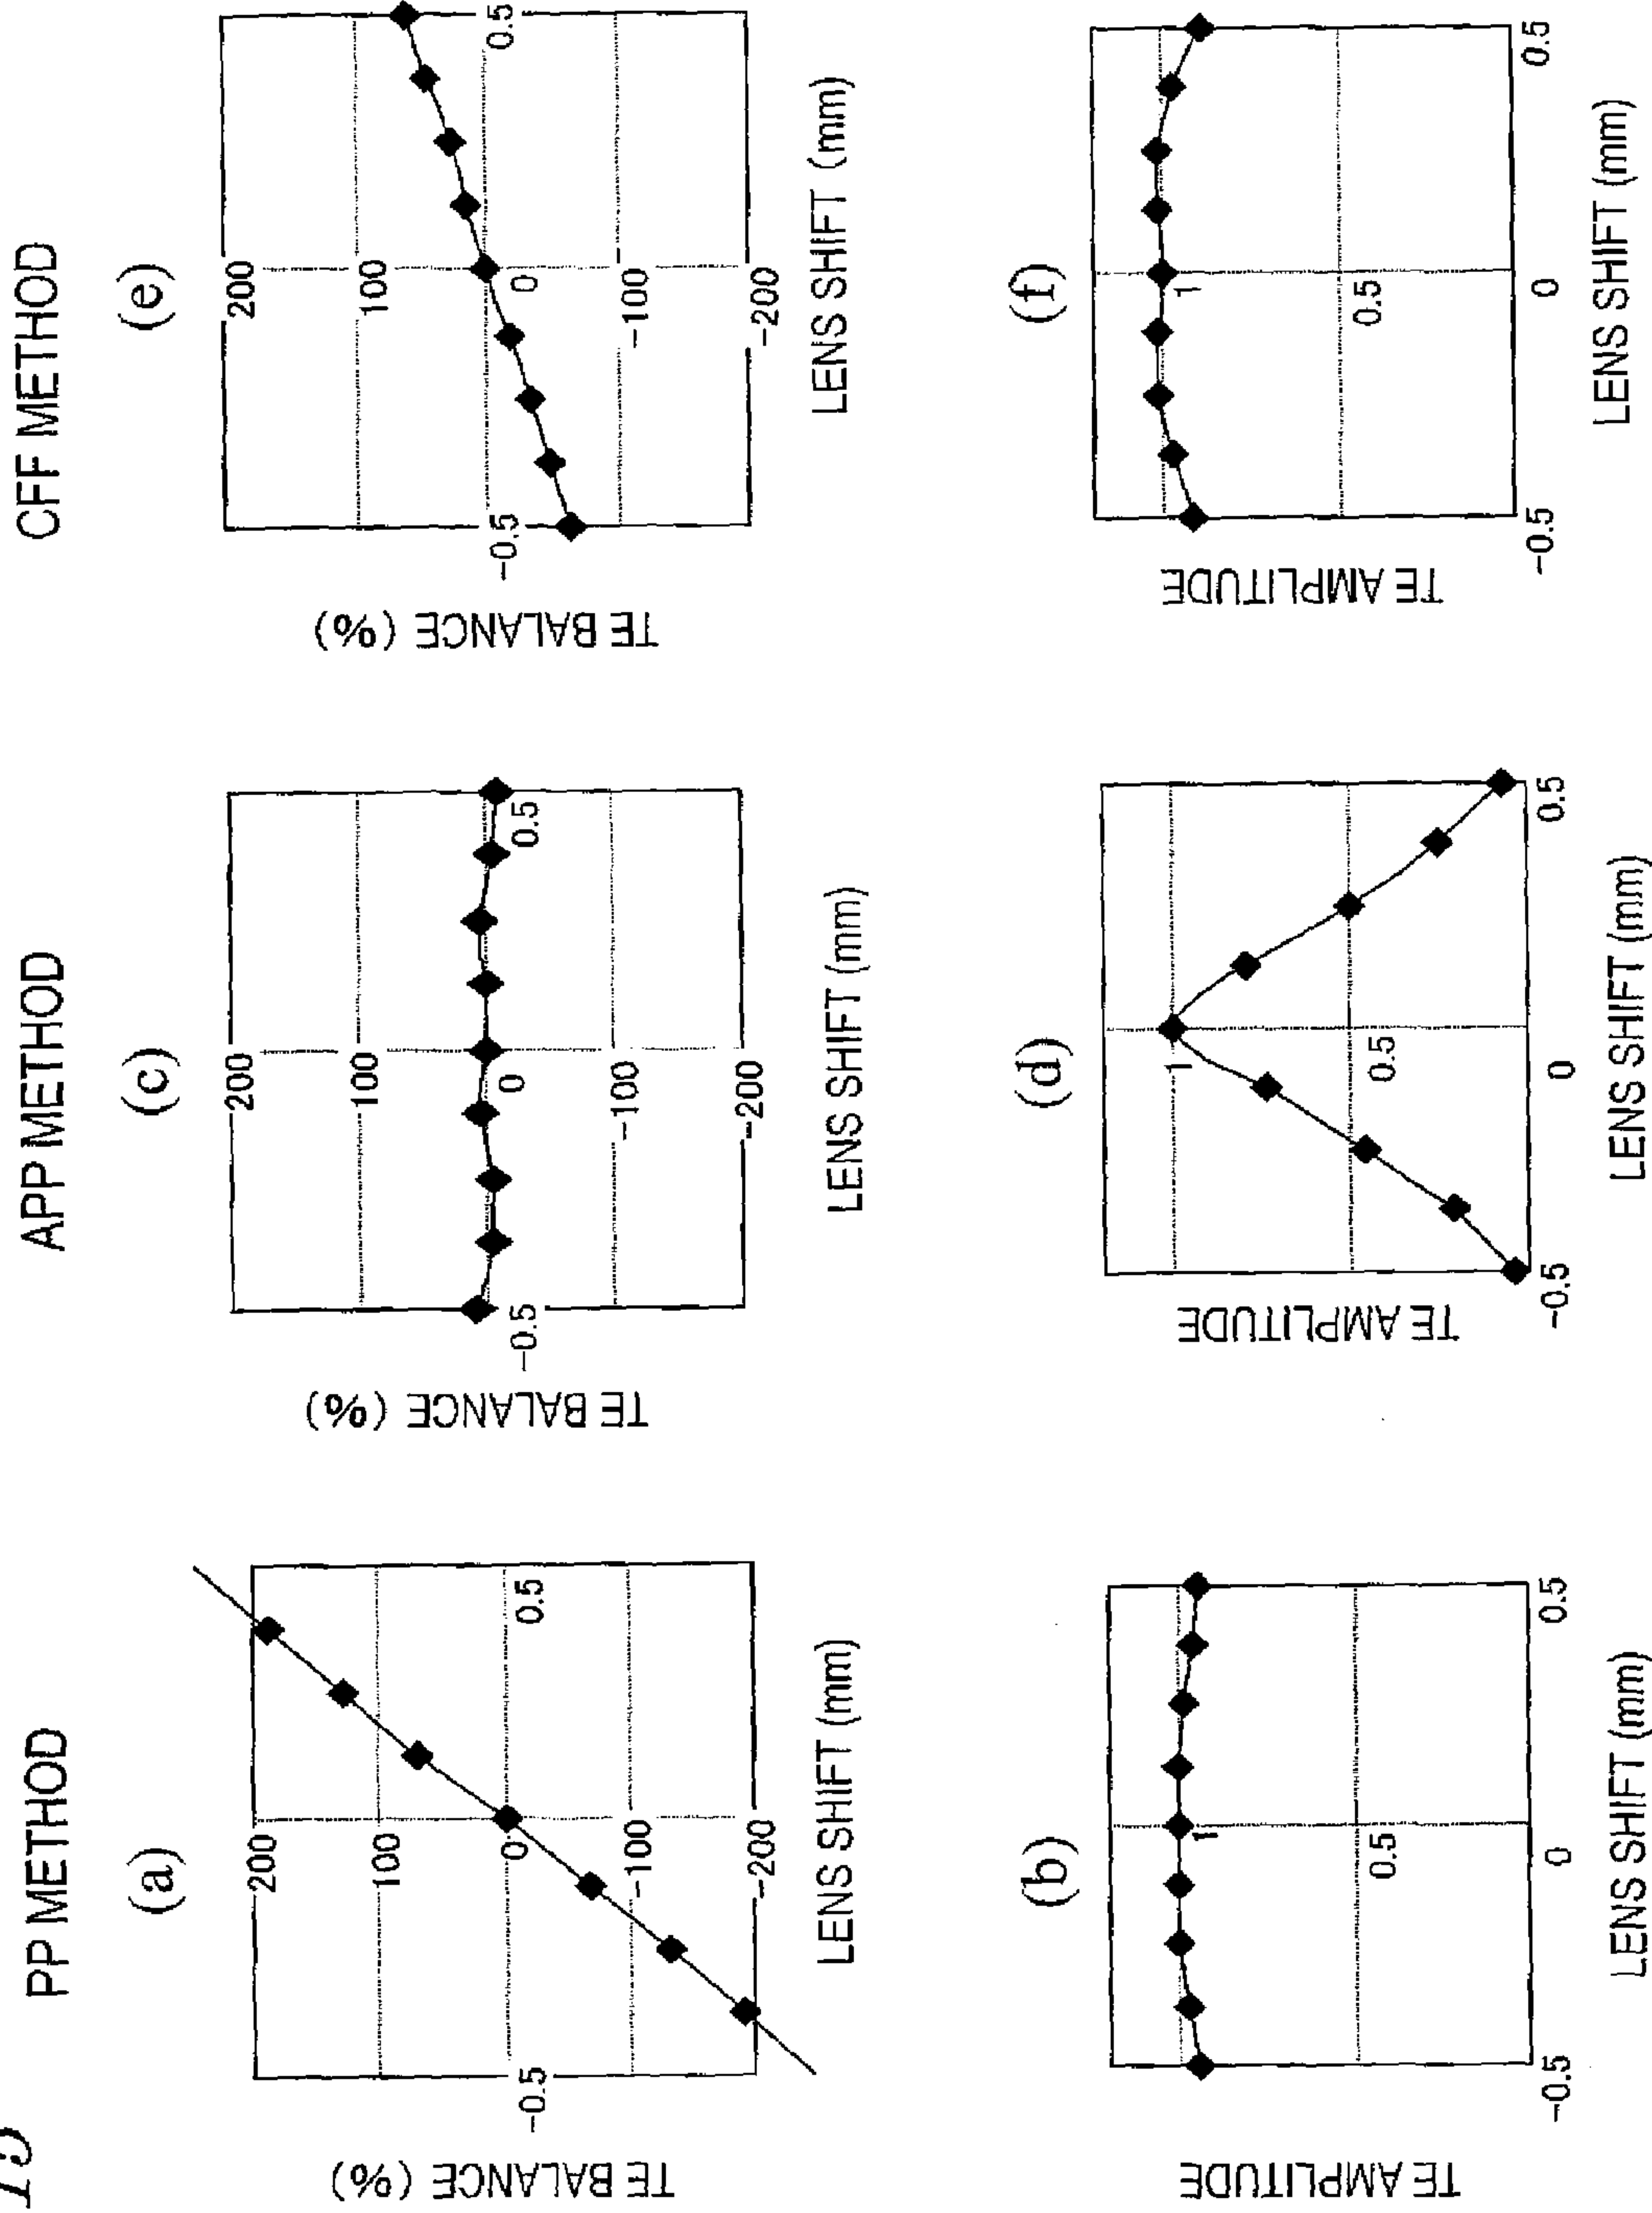 15
PP METHOD
APP METHOD
CFF METHOD
(a)
TE BALANCE (%)
200
100
0
-100
-200
-0.5
0.5
LENS SHIFT (mm)
(c)
TE BALANCE (%)
200
100
0
-100
-200
-0.5
0.5
LENS SHIFT (mm)
(e)
TE BALANCE (%)
200
100
0
-100
-200
-0.5
0.5
LENS SHIFT (mm)
(b)
TE AMPLITUDE
1
0.5
-0.5
0
0.5
LENS SHIFT (mm)
(d)
TE AMPLITUDE
1
0.5
-0.5
0
0.5
LENS SHIFT (mm)
(f)
TE AMPLITUDE
1
0.5
-0.5
0
0.5
LENS SHIFT (mm)